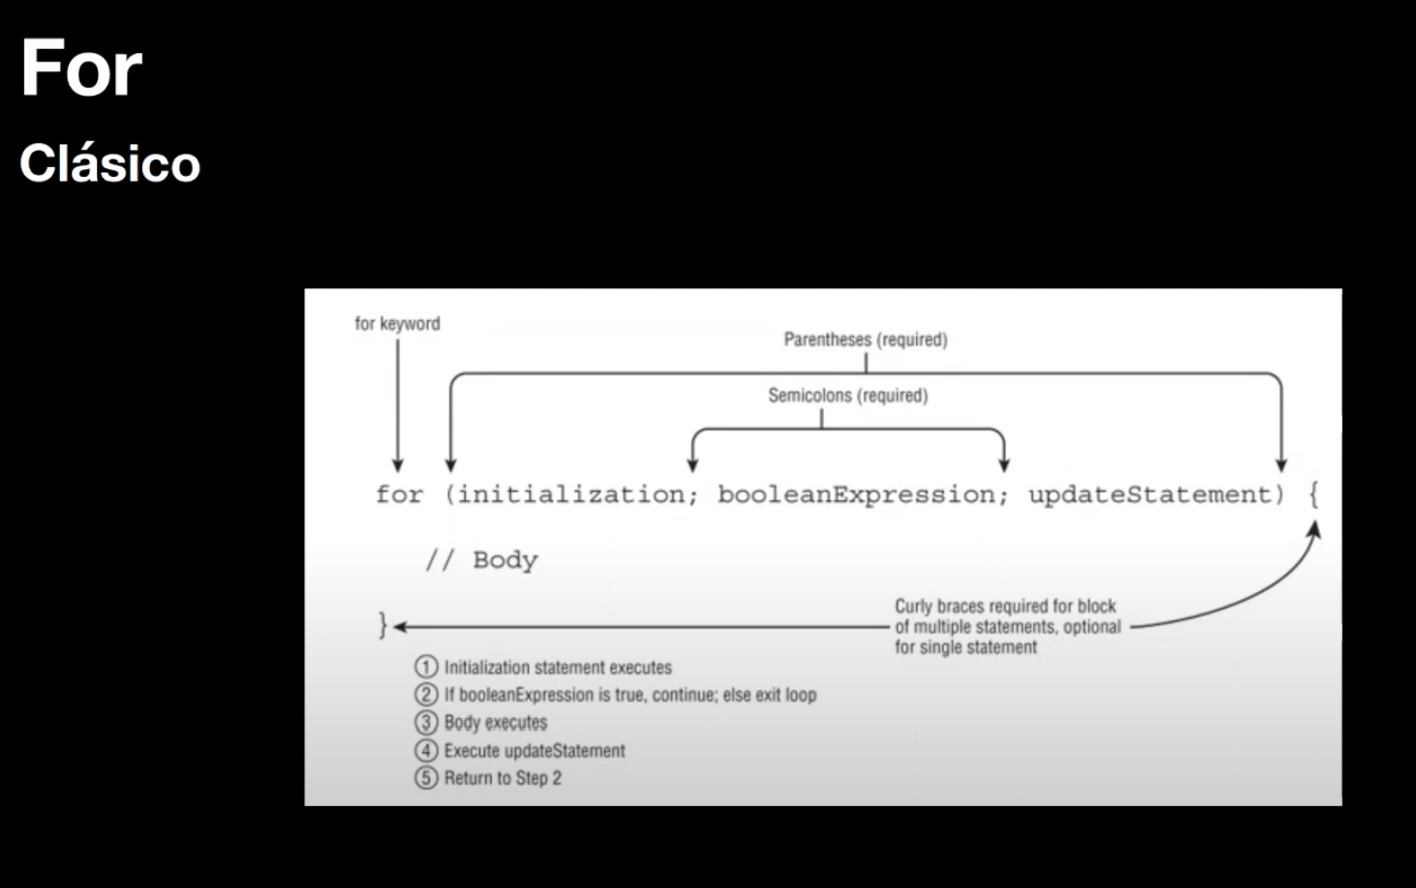 For
Clásico
for keyword
Parentheses (required)
Semicolons (required)
for (initialization; booleanExpression; updateStatement) {
// Body
Curly braces required for block
of multiple statements, optional
for single statement
}
① Initialization statement executes
② If booleanExpression is true, continue; else exit loop
③ Body executes
④ Execute updateStatement
⑤ Return to Step 2